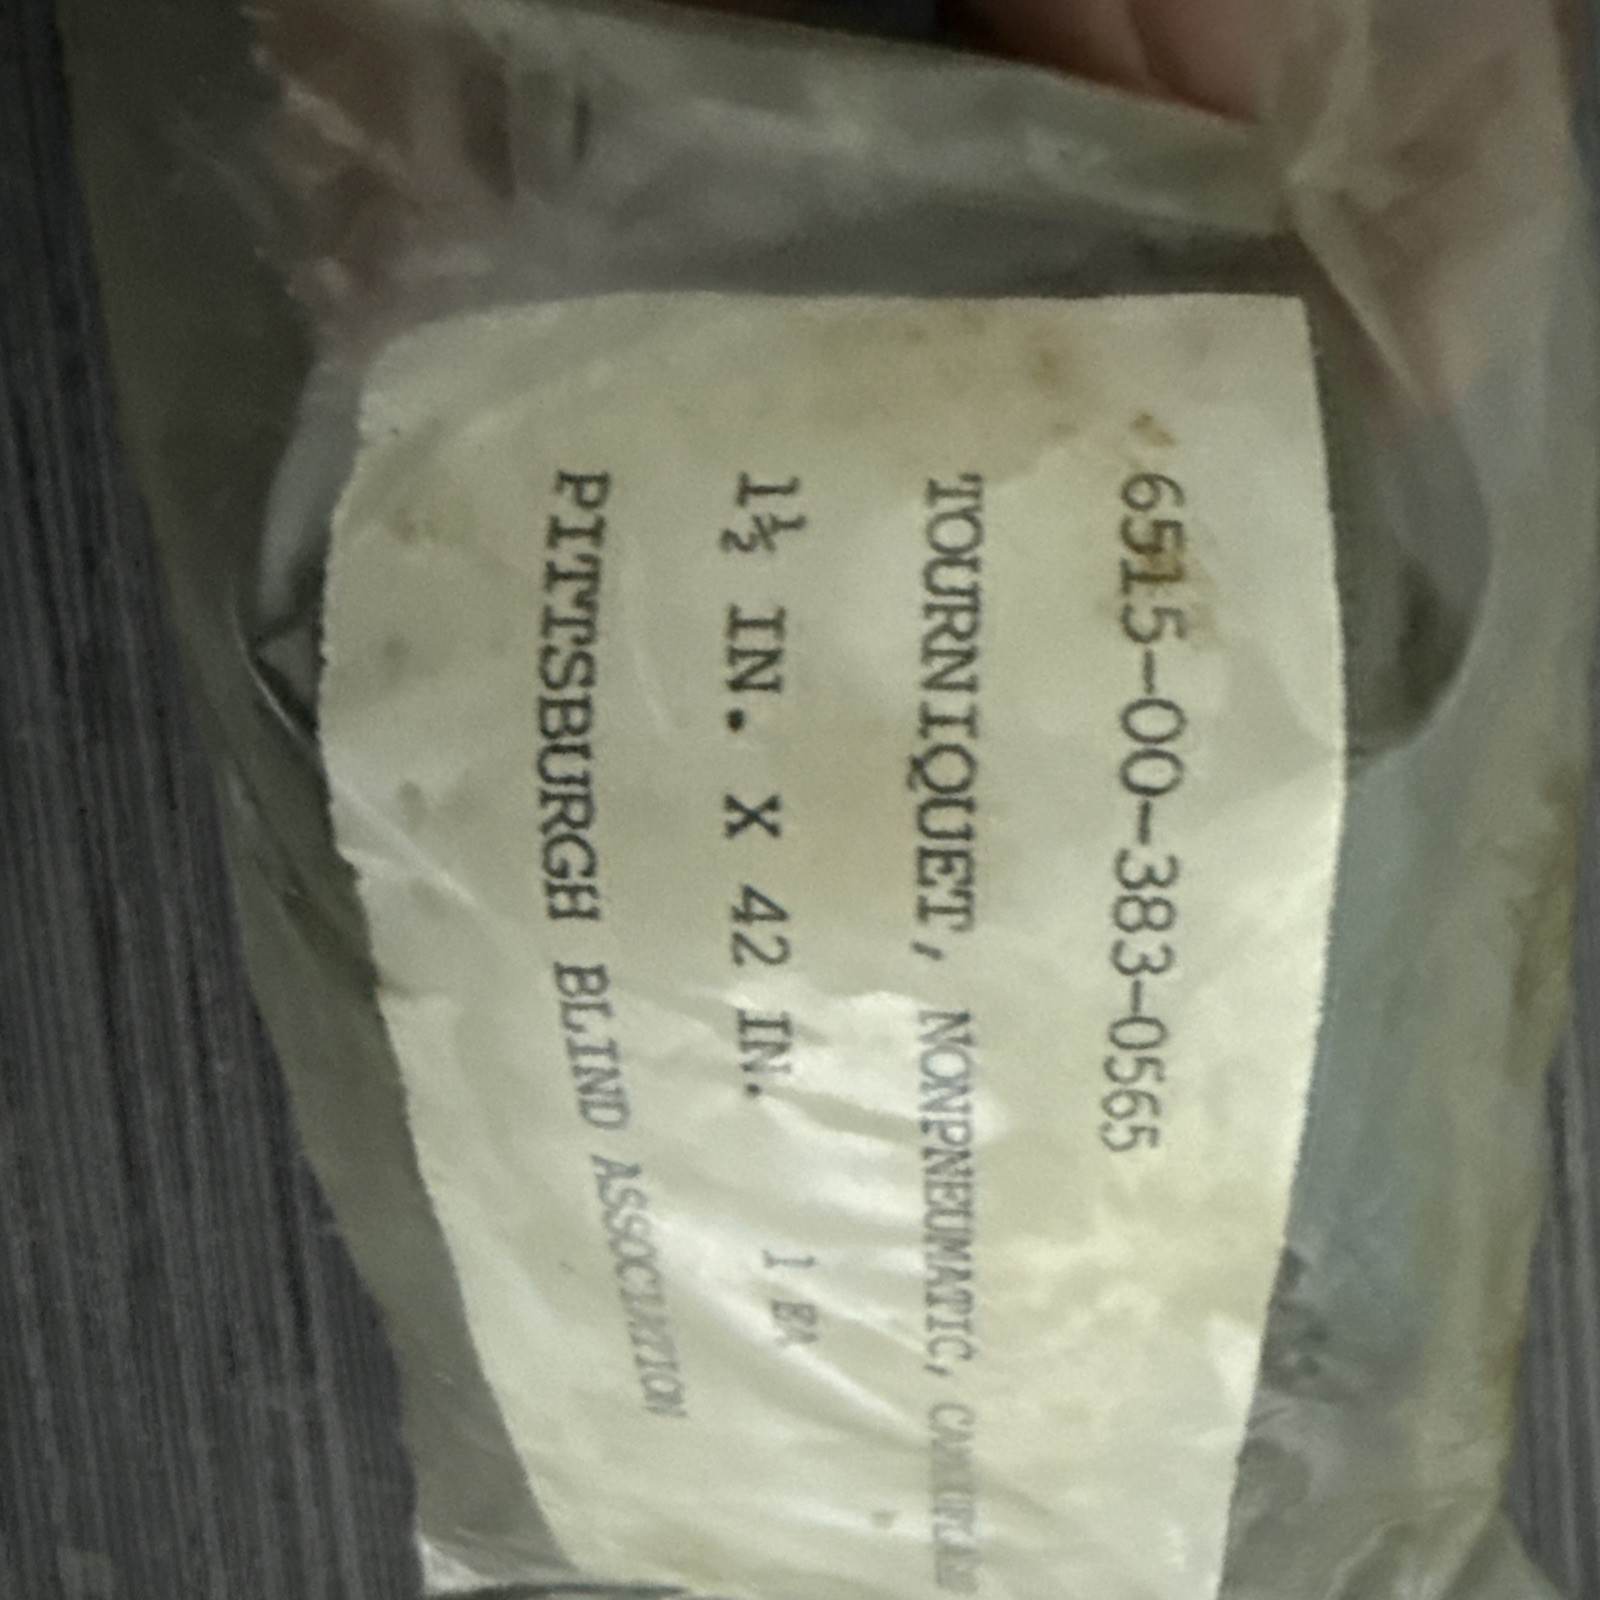 6515-00-383-0565
TOURNIQUET, NONPNEUMATIC,
1½ IN. X 42 IN. 1 EA
PITTSBURGH BLIND ASSOCIATION